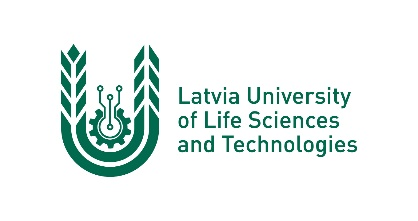 Latvia University
of Life Sciences
and Technologies